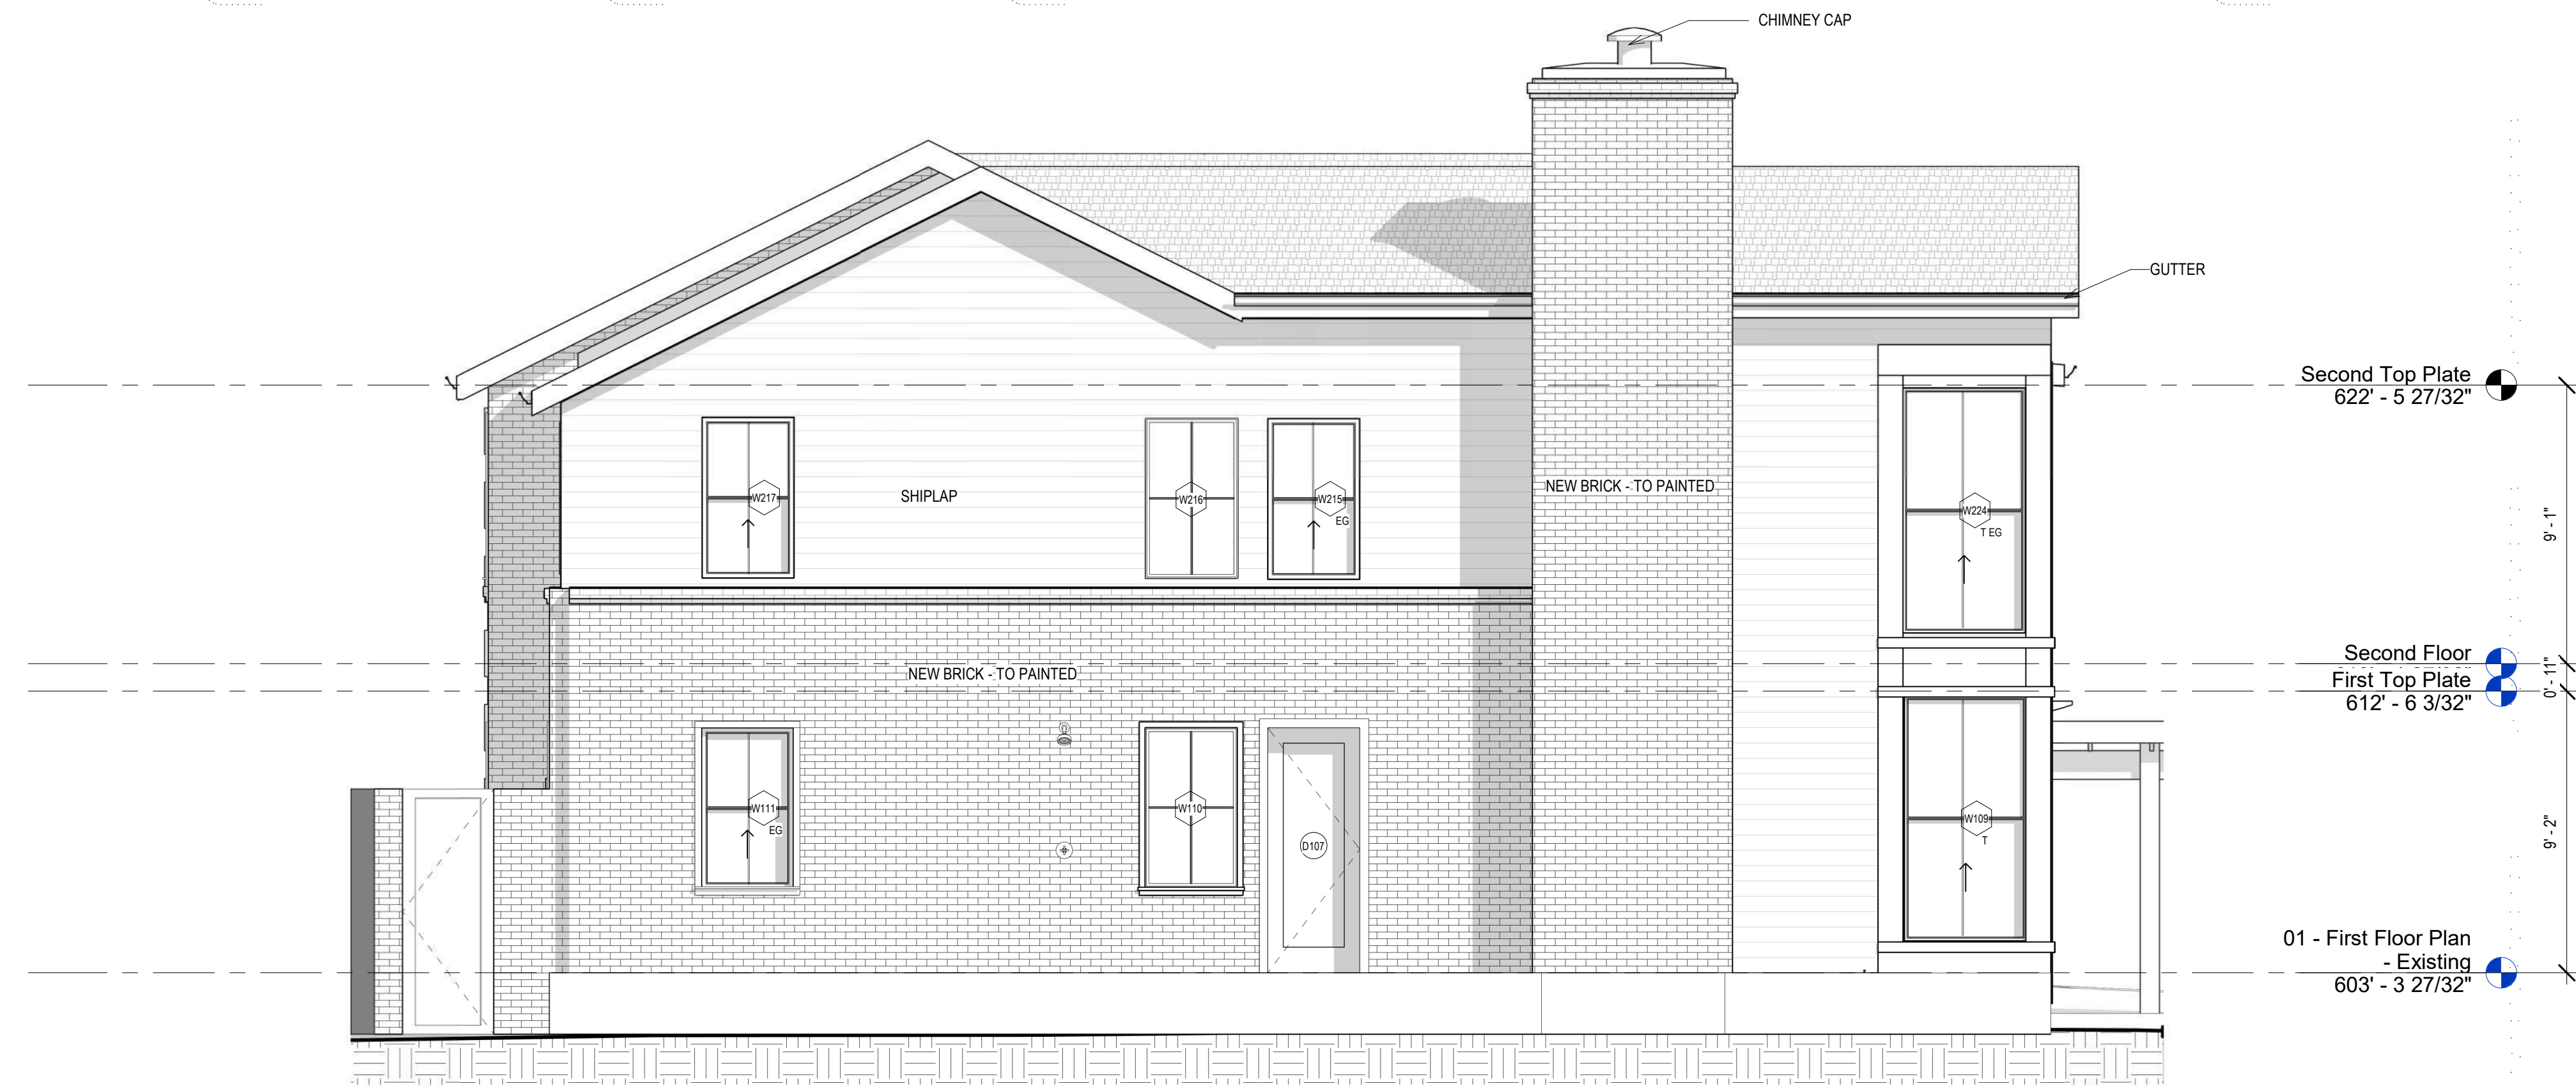 CHIMNEY CAP
GUTTER
Second Top Plate
622' - 5 27/32"
W217
SHIPLAP
W216
W215
EG
NEW BRICK - TO PAINTED
W224
T EG
9' - 1"
Second Floor
0' - 11"
First Top Plate
612' - 6 3/32"
NEW BRICK - TO PAINTED
W111
EG
W110
D107
W109
T
9' - 2"
01 - First Floor Plan
- Existing
603' - 3 27/32"